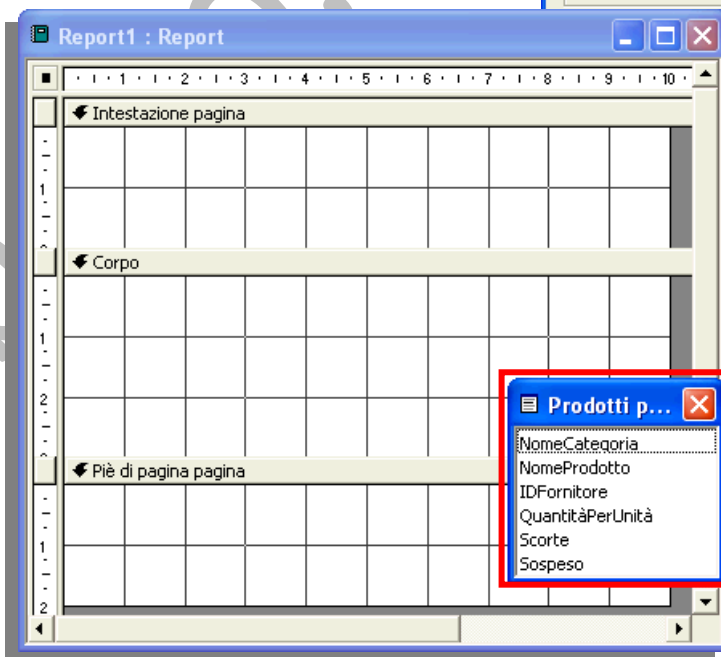 Report1 : Report
1 2 3 4 5 6 7 8 9 10
Intestazione pagina
1
Corpo
1
2
Prodotti p...
NomeCategoria
NomeProdotto
IDFornitore
QuantitàPerUnità
Scorte
Sospeso
Piè di pagina pagina
1
2